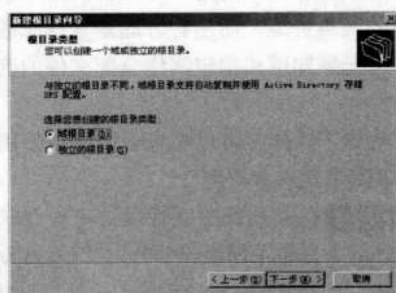 新建根目录向导
根目录类型
您可以创建一个域或独立的根目录。
与独立的根目录不同，域根目录支持自动复制并使用 Active Directory 存储
DFS 配置。
选择您想创建的根目录类型:
域根目录(D)
独立的根目录(S)
<上一步(B)
下一步(N)>
取消